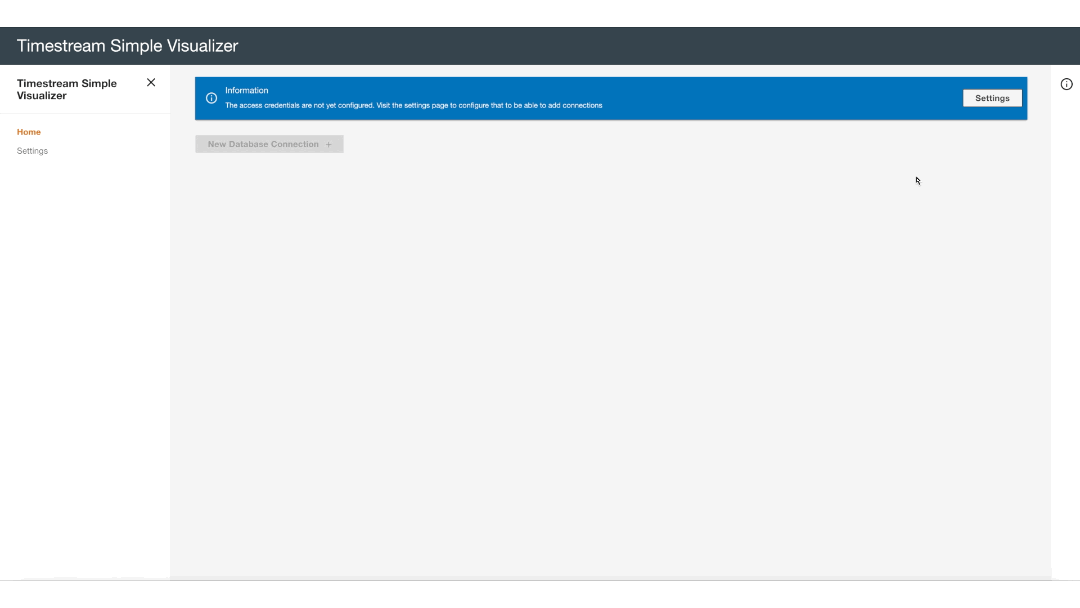 Timestream Simple Visualizer
Timestream Simple
Visualizer
Home
Settings
Information
The access credentials are not yet configured. Visit the settings page to configure that to be able to add connections
Settings
New Database Connection +